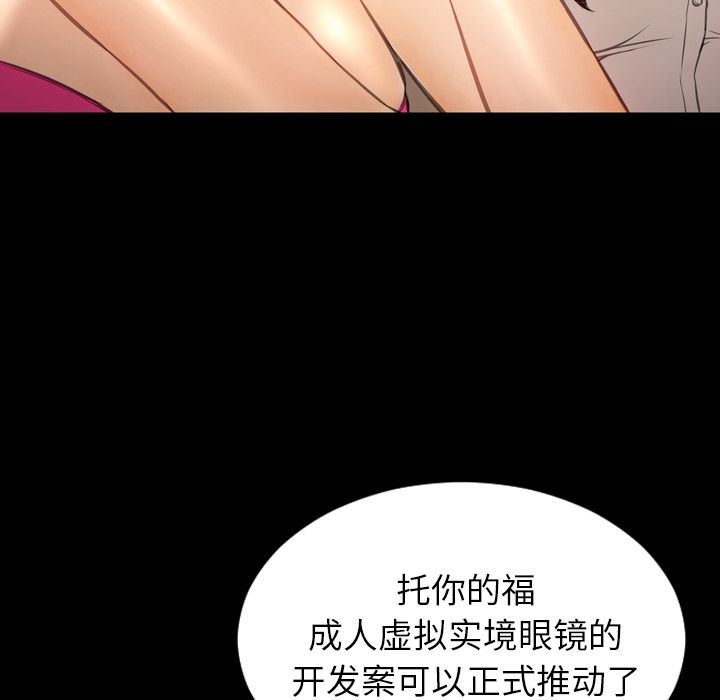 托你的福
成人虚拟实境眼镜的
开发案可以正式推动了